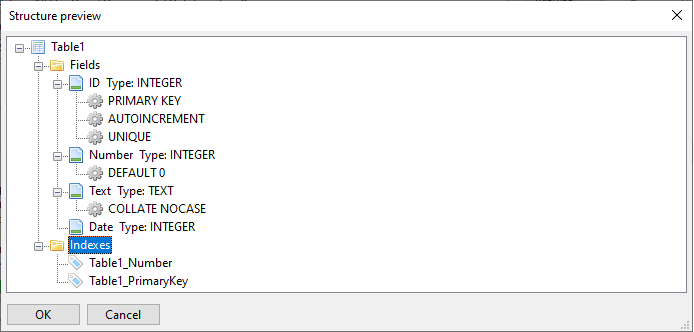 Structure preview
Table1
Fields
ID Type: INTEGER
PRIMARY KEY
AUTOINCREMENT
UNIQUE
Number Type: INTEGER
DEFAULT 0
Text Type: TEXT
COLLATE NOCASE
Date Type: INTEGER
Indexes
Table1_Number
Table1_PrimaryKey
OK Cancel